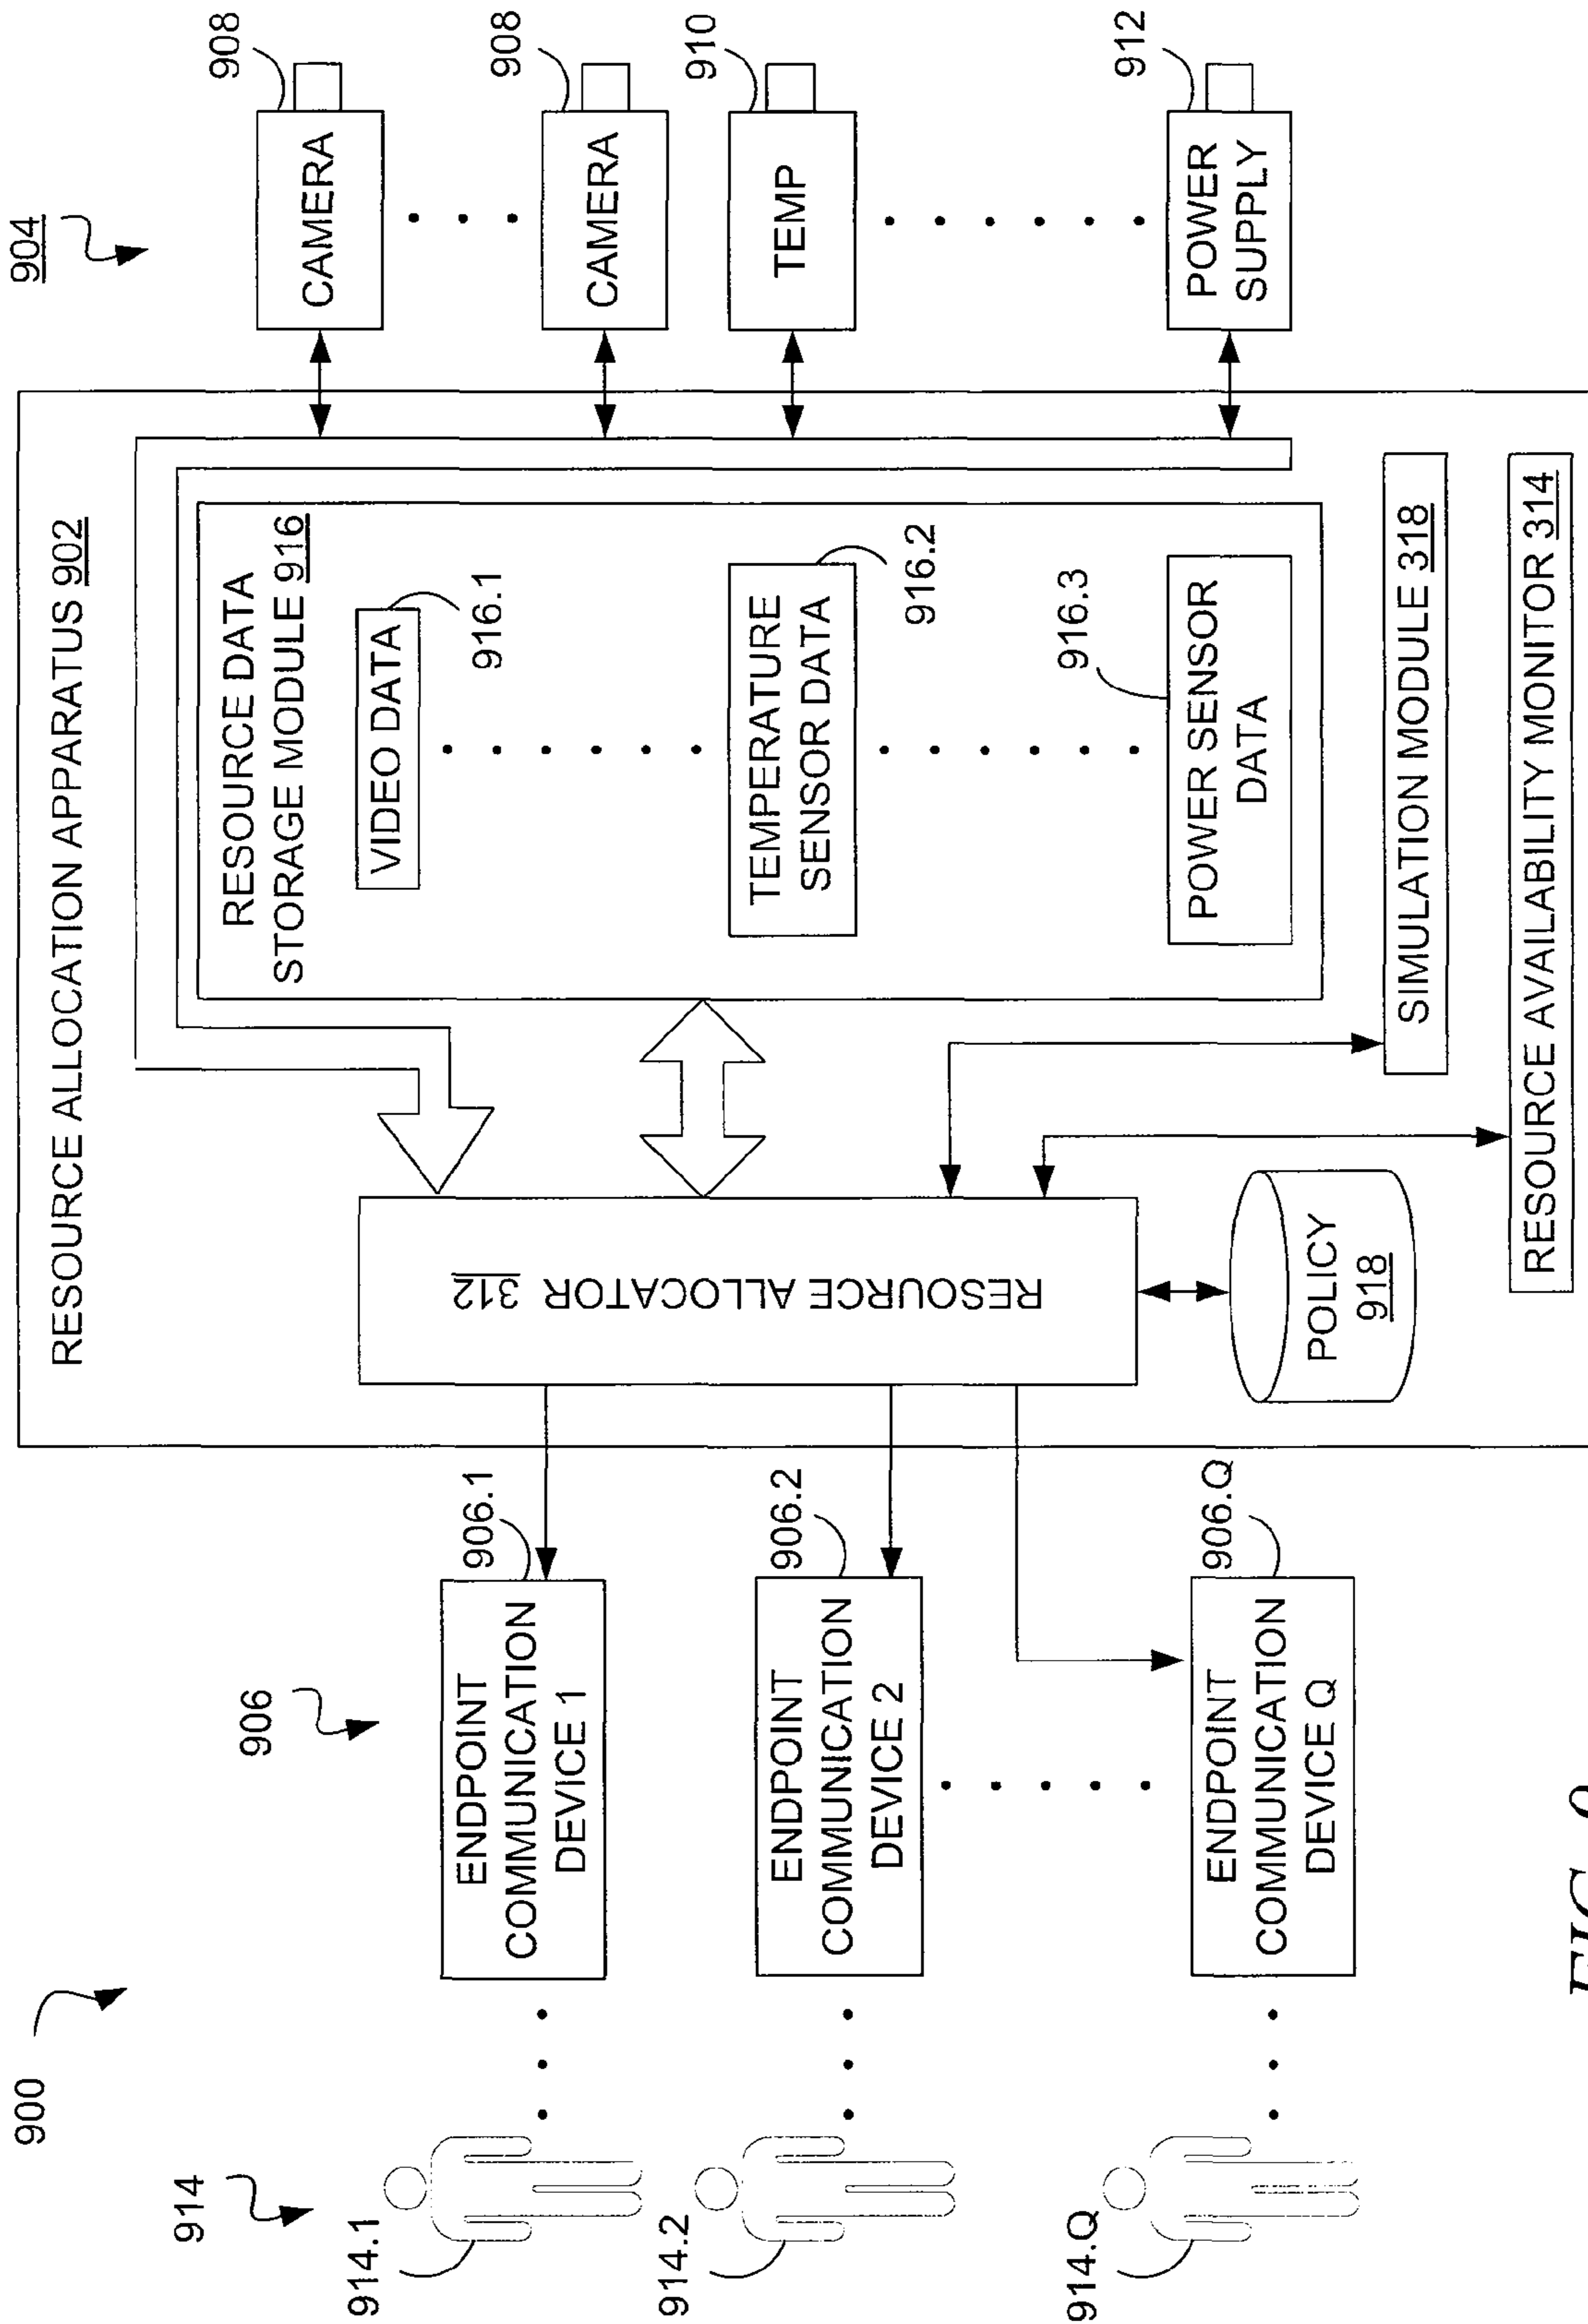 900
914
914.1
914.2
914.Q
906
ENDPOINT
COMMUNICATION
DEVICE 1
906.1
ENDPOINT
COMMUNICATION
DEVICE 2
906.2
ENDPOINT
COMMUNICATION
DEVICE Q
906.Q
RESOURCE ALLOCATION APPARATUS 902
RESOURCE ALLOCATOR 312
POLICY
918
RESOURCE DATA
STORAGE MODULE 916
VIDEO DATA
916.1
TEMPERATURE
SENSOR DATA
916.2
916.3
POWER SENSOR
DATA
SIMULATION MODULE 318
RESOURCE AVAILABILITY MONITOR 314
904
CAMERA
908
CAMERA
908
TEMP
910
POWER
SUPPLY
912
FIG. 9